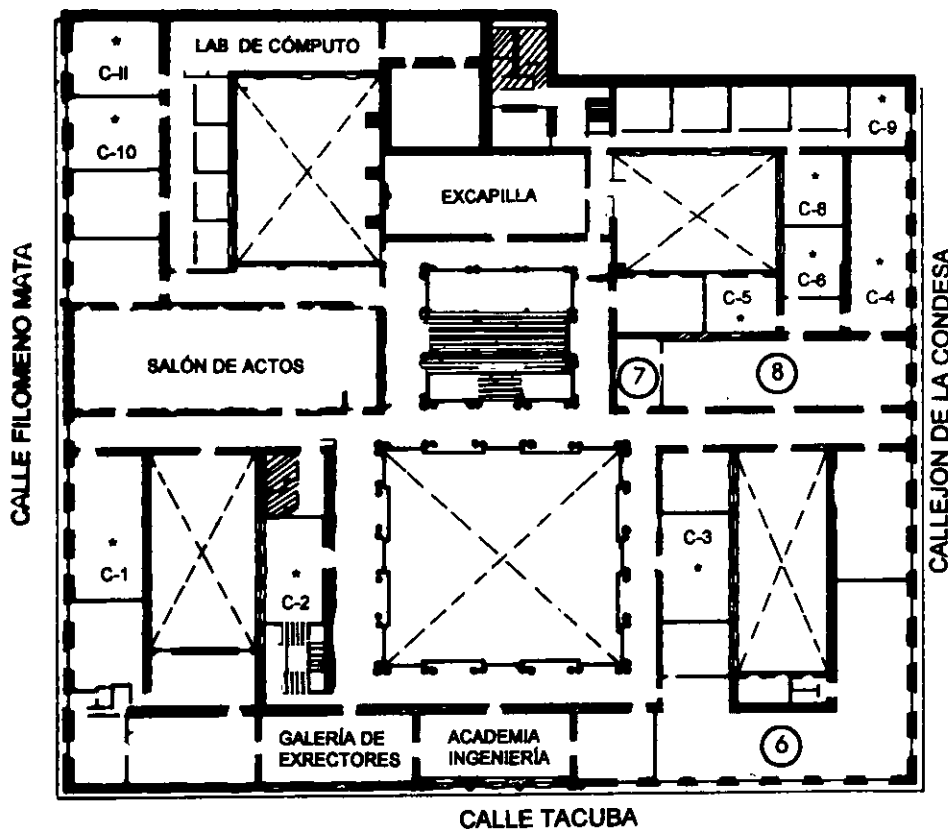 LAB DE CÓMPUTO
*
C-II
*
C-10
*
C-9
EXCAPILLA
*
C-8
*
C-6
*
C-4
C-5
*
CALLE FILOMENO MATA
CALLEJON DE LA CONDESA
SALÓN DE ACTOS
7
8
*
C-1
*
C-2
C-3
*
GALERÍA DE
EXRECTORES
ACADEMIA
INGENIERÍA
6
CALLE TACUBA